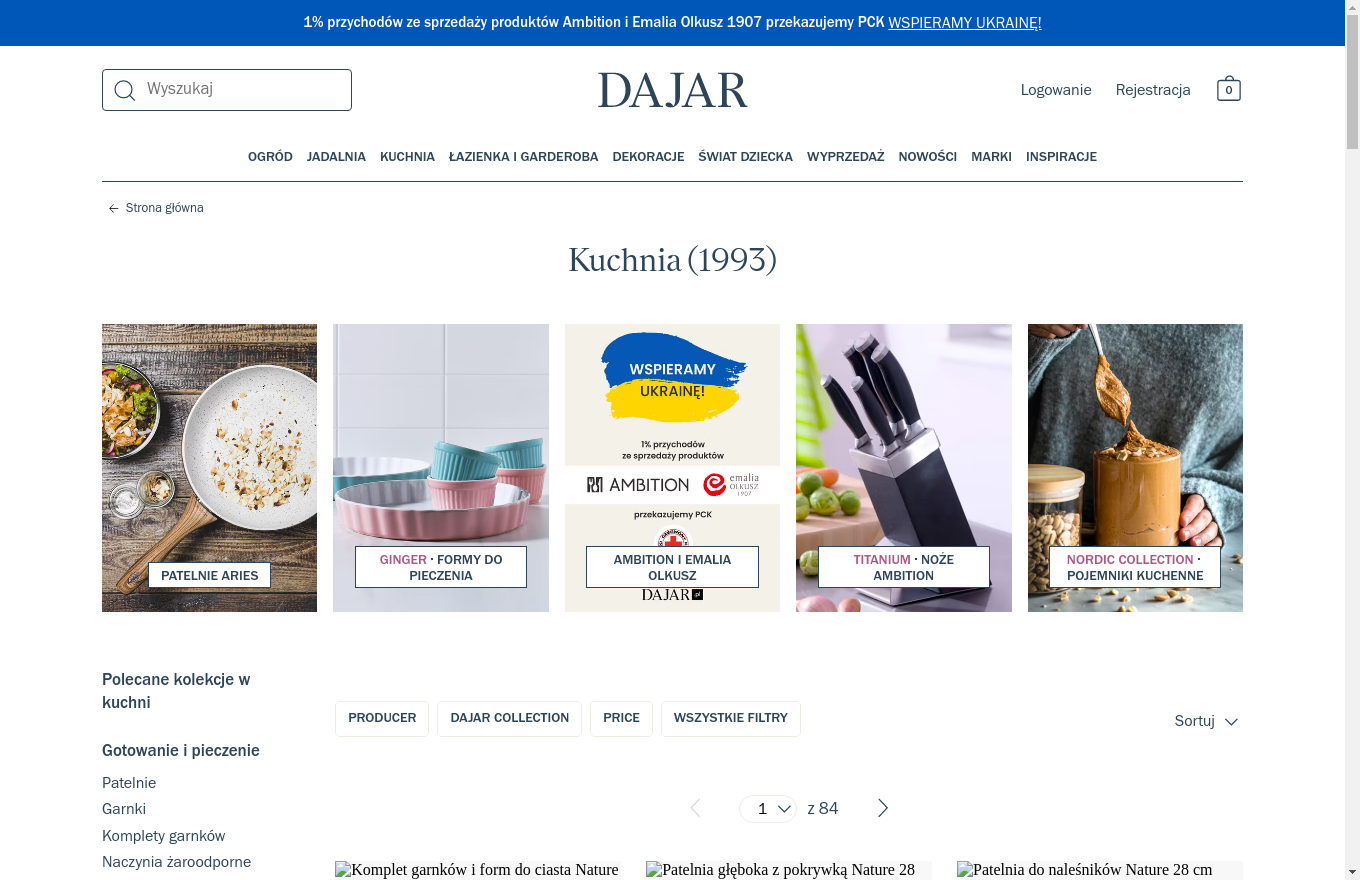 1% przychodów ze sprzedaży produktów Ambition i Emalia Olkusz 1907 przekazujemy PCK WSPIERAMY UKRAINĘ!
Wyszukaj
DAJAR
Logowanie
Rejestracja
0
OGRÓD JADALNIA KUCHNIA ŁAZIENKA I GARDEROBA DEKORACJE ŚWIAT DZIECKA WYPRZEDAŻ NOWOŚCI MARKI INSPIRACJE
Strona główna
Kuchnia (1993)
PATELNIE ARIES
GINGER · FORMY DO
PIECZENIA
WSPIERAMY
UKRAINĘ!
1% przychodów
ze sprzedaży produktów
AMBITION
emalia
OLKUSZ
1907
przekazujemy PCK
AMBITION I EMALIA
OLKUSZ
DAJAR.pl
TITANIUM · NOŻE
AMBITION
NORDIC COLLECTION ·
POJEMNIKI KUCHENNE
Polecane kolekcje w
kuchni
Gotowanie i pieczenie
Patelnie
Garnki
Komplety garnków
Naczynia żaroodporne
PRODUCER
DAJAR COLLECTION
PRICE
WSZYSTKIE FILTRY
Sortuj
1 z 84
Komplet garnków i form do ciasta Nature
Patelnia głęboka z pokrywką Nature 28
Patelnia do naleśników Nature 28 cm